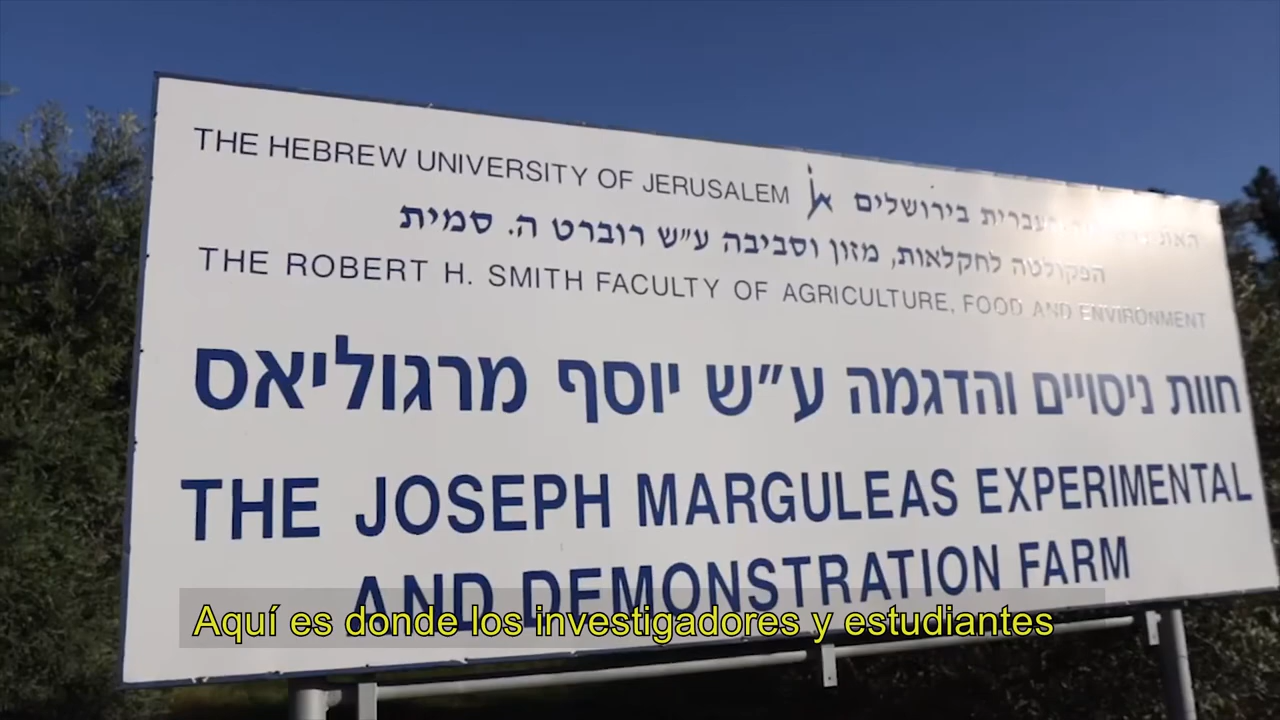 THE HEBREW UNIVERSITY OF JERUSALEM
העברית בירושלים
הפקולטה לחקלאות, מזון וסביבה ע״ש רוברט ה. סמית
THE ROBERT H. SMITH FACULTY OF AGRICULTURE, FOOD AND ENVIRONMENT
חוות ניסויים והדגמה ע״ש יוסף מרגוליאס
THE JOSEPH MARGULEAS EXPERIMENTAL
AND DEMONSTRATION FARM
Aquí es donde los investigadores y estudiantes